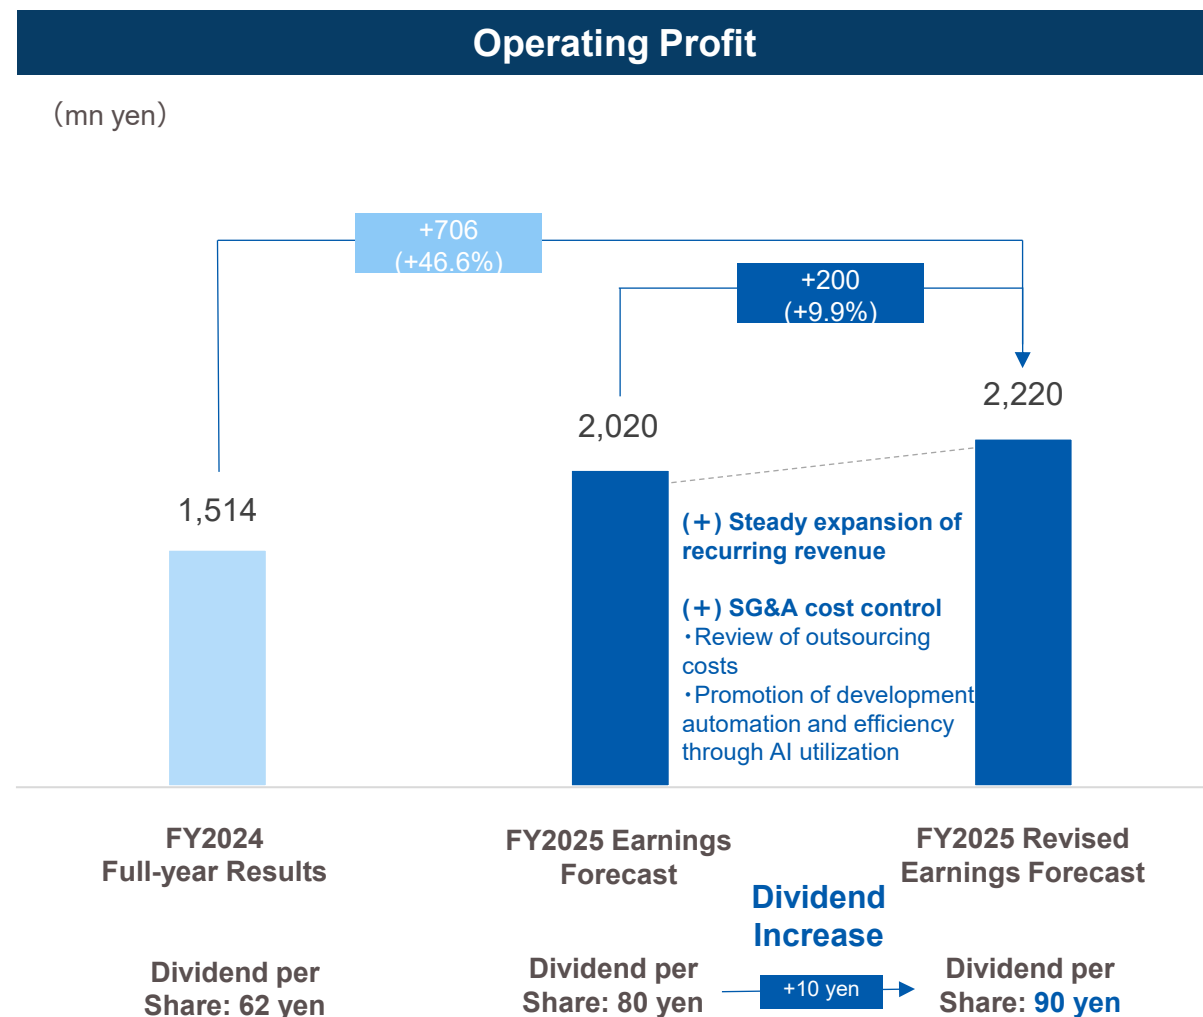 Operating Profit
（mn yen）
+706
(+46.6%)
+200
(+9.9%)
2,220
2,020
1,514
(＋) Steady expansion of
recurring revenue
(＋) SG&A cost control
・Review of outsourcing
costs
・Promotion of development
automation and efficiency
through AI utilization
FY2024
Full-year Results
FY2025 Earnings
Forecast
FY2025 Revised
Earnings Forecast
Dividend
Increase
Dividend per
Share: 62 yen
Dividend per
Share: 80 yen
+10 yen
Dividend per
Share: 90 yen